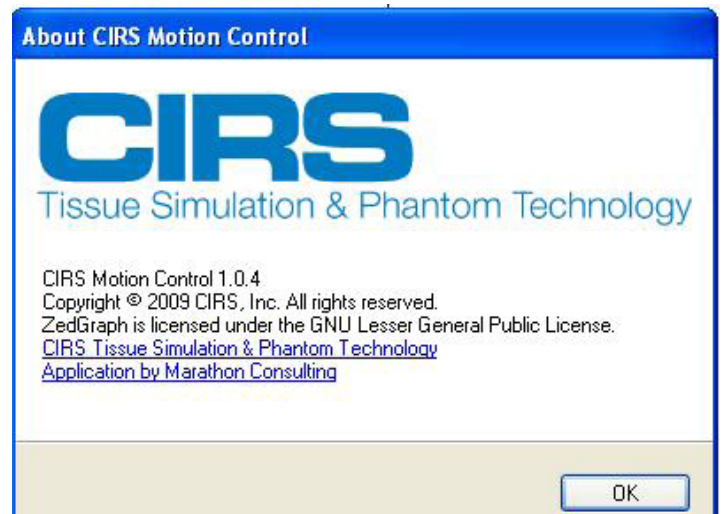 About CIRS Motion Control
CIRS
Tissue Simulation & Phantom Technology
CIRS Motion Control 1.0.4
Copyright © 2009 CIRS, Inc. All rights reserved.
ZedGraph is licensed under the GNU Lesser General Public License.
CIRS Tissue Simulation & Phantom Technology
Application by Marathon Consulting
OK